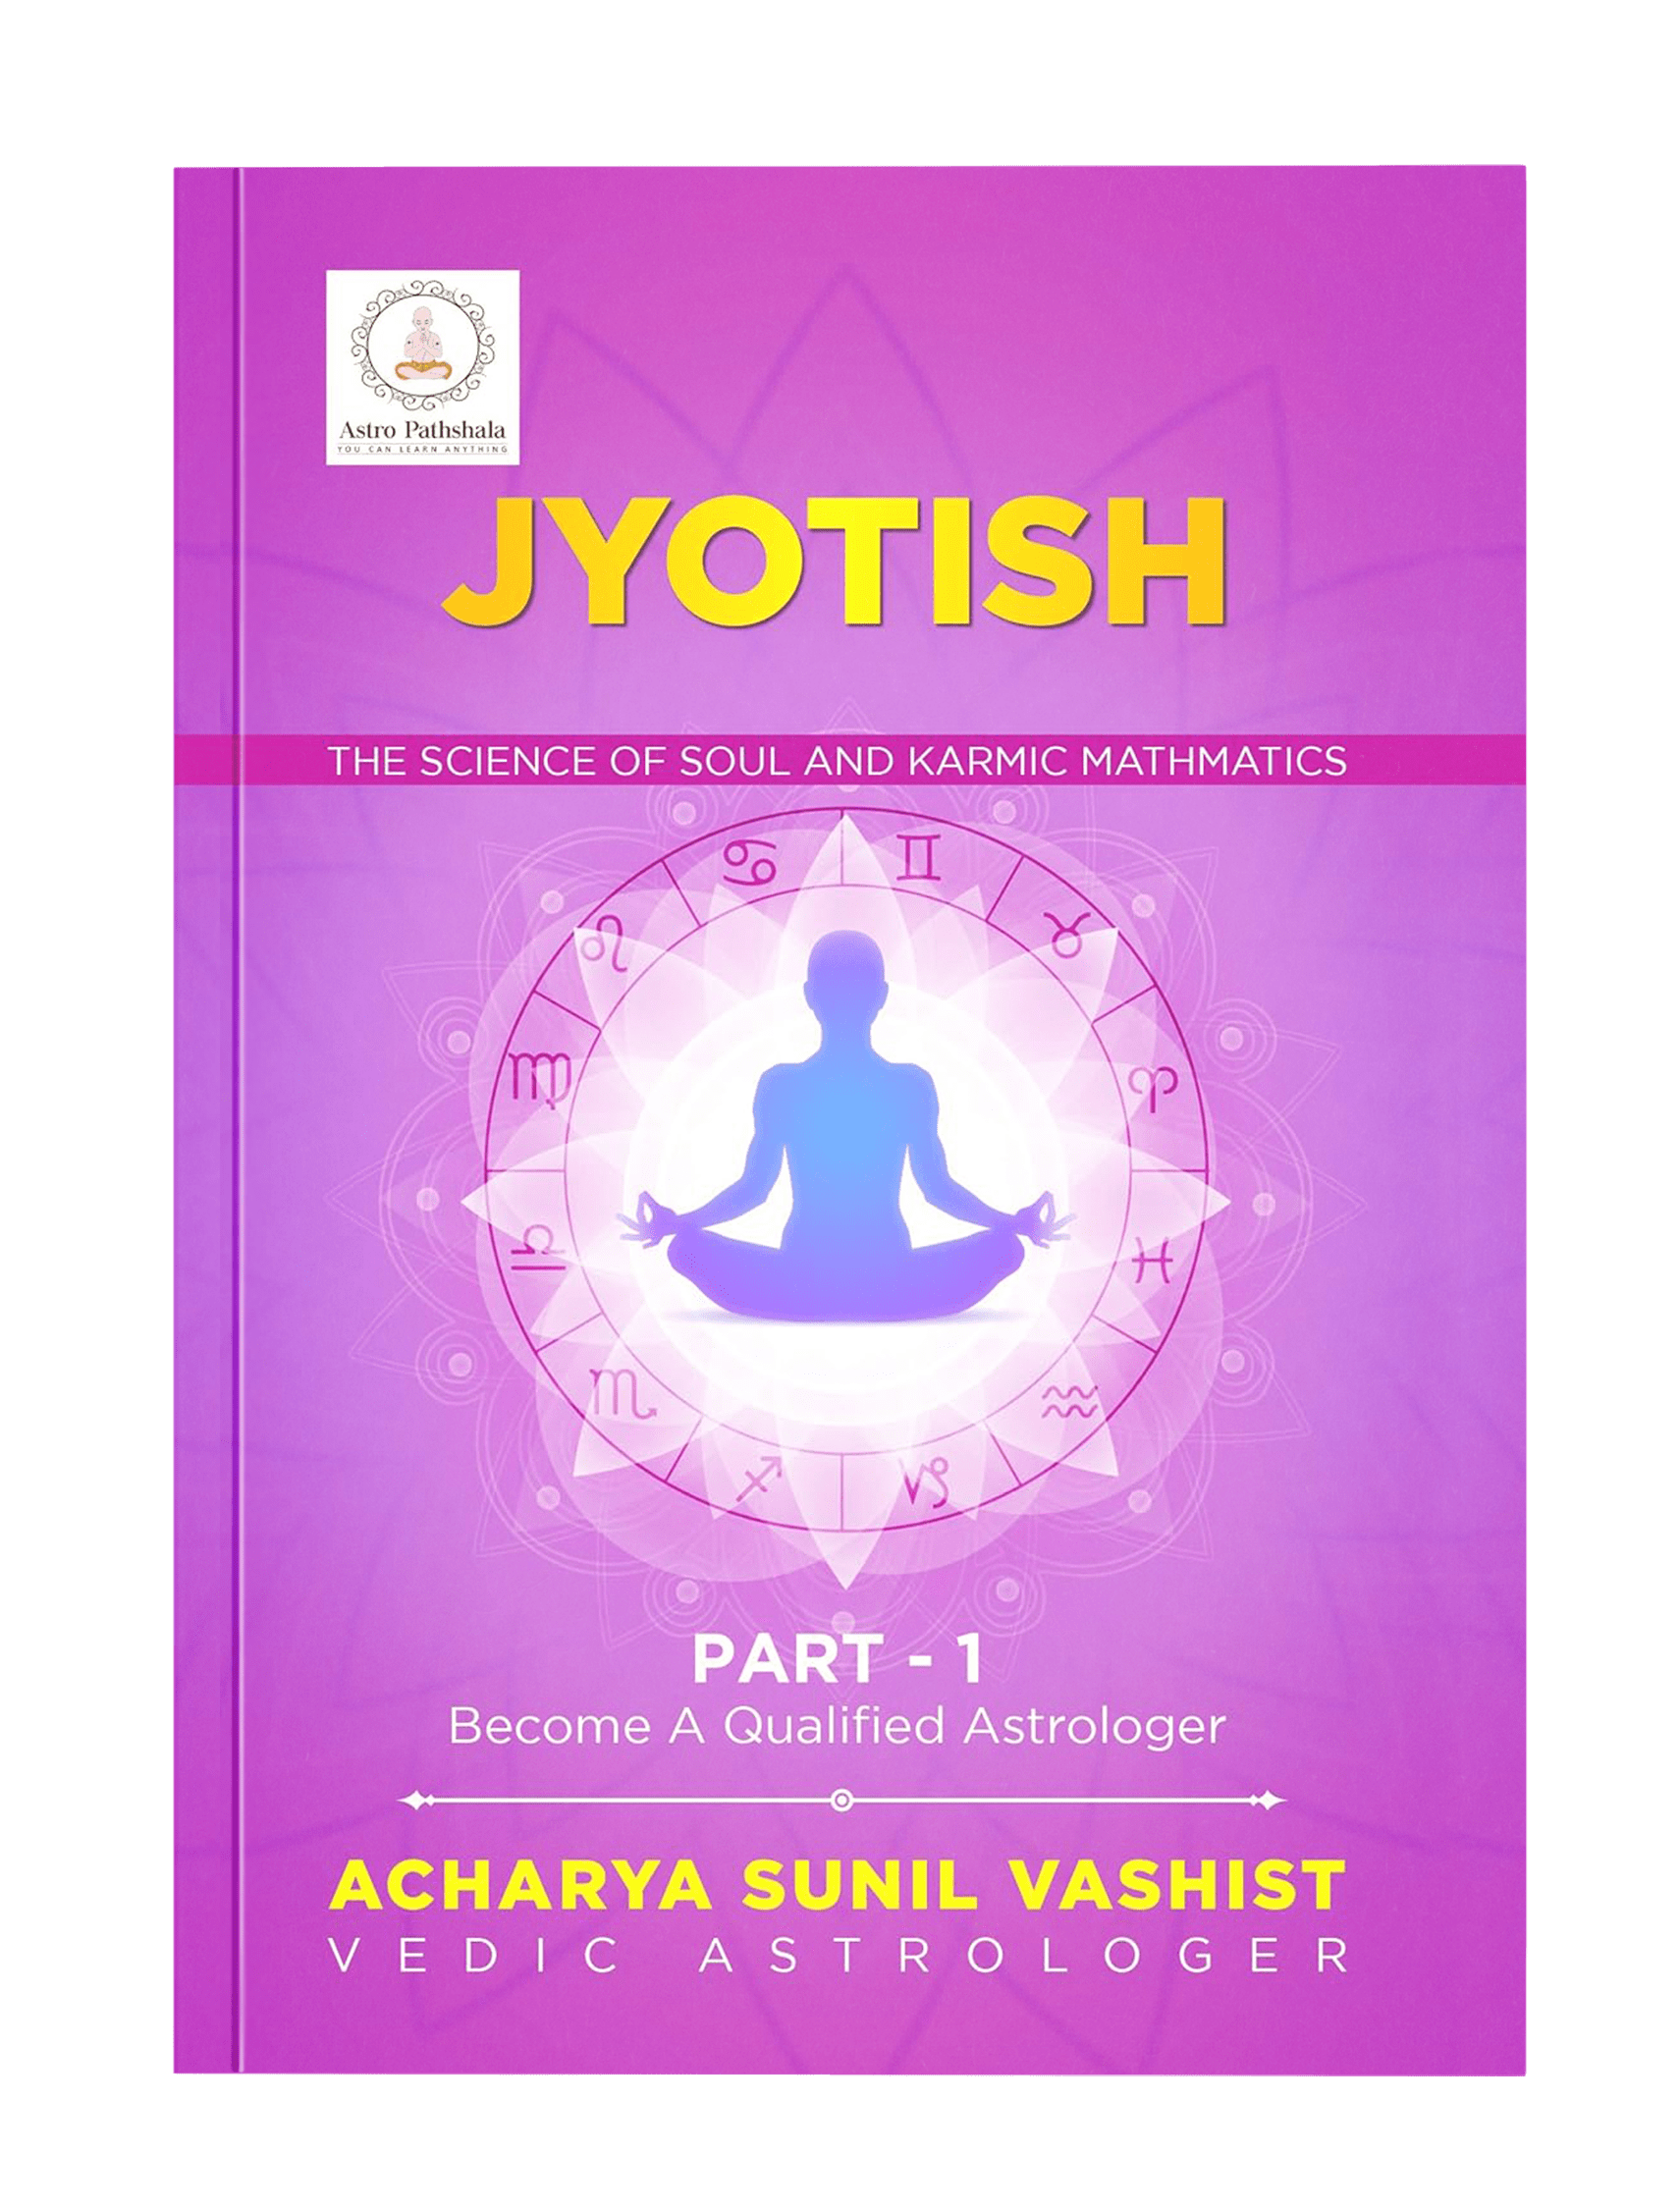 Astro Pathshala
YOU CAN LEARN ANYTHING
JYOTISH
THE SCIENCE OF SOUL AND KARMIC MATHMATICS
PART - 1
Become A Qualified Astrologer
ACHARYA SUNIL VASHIST
VEDIC ASTROLOGER